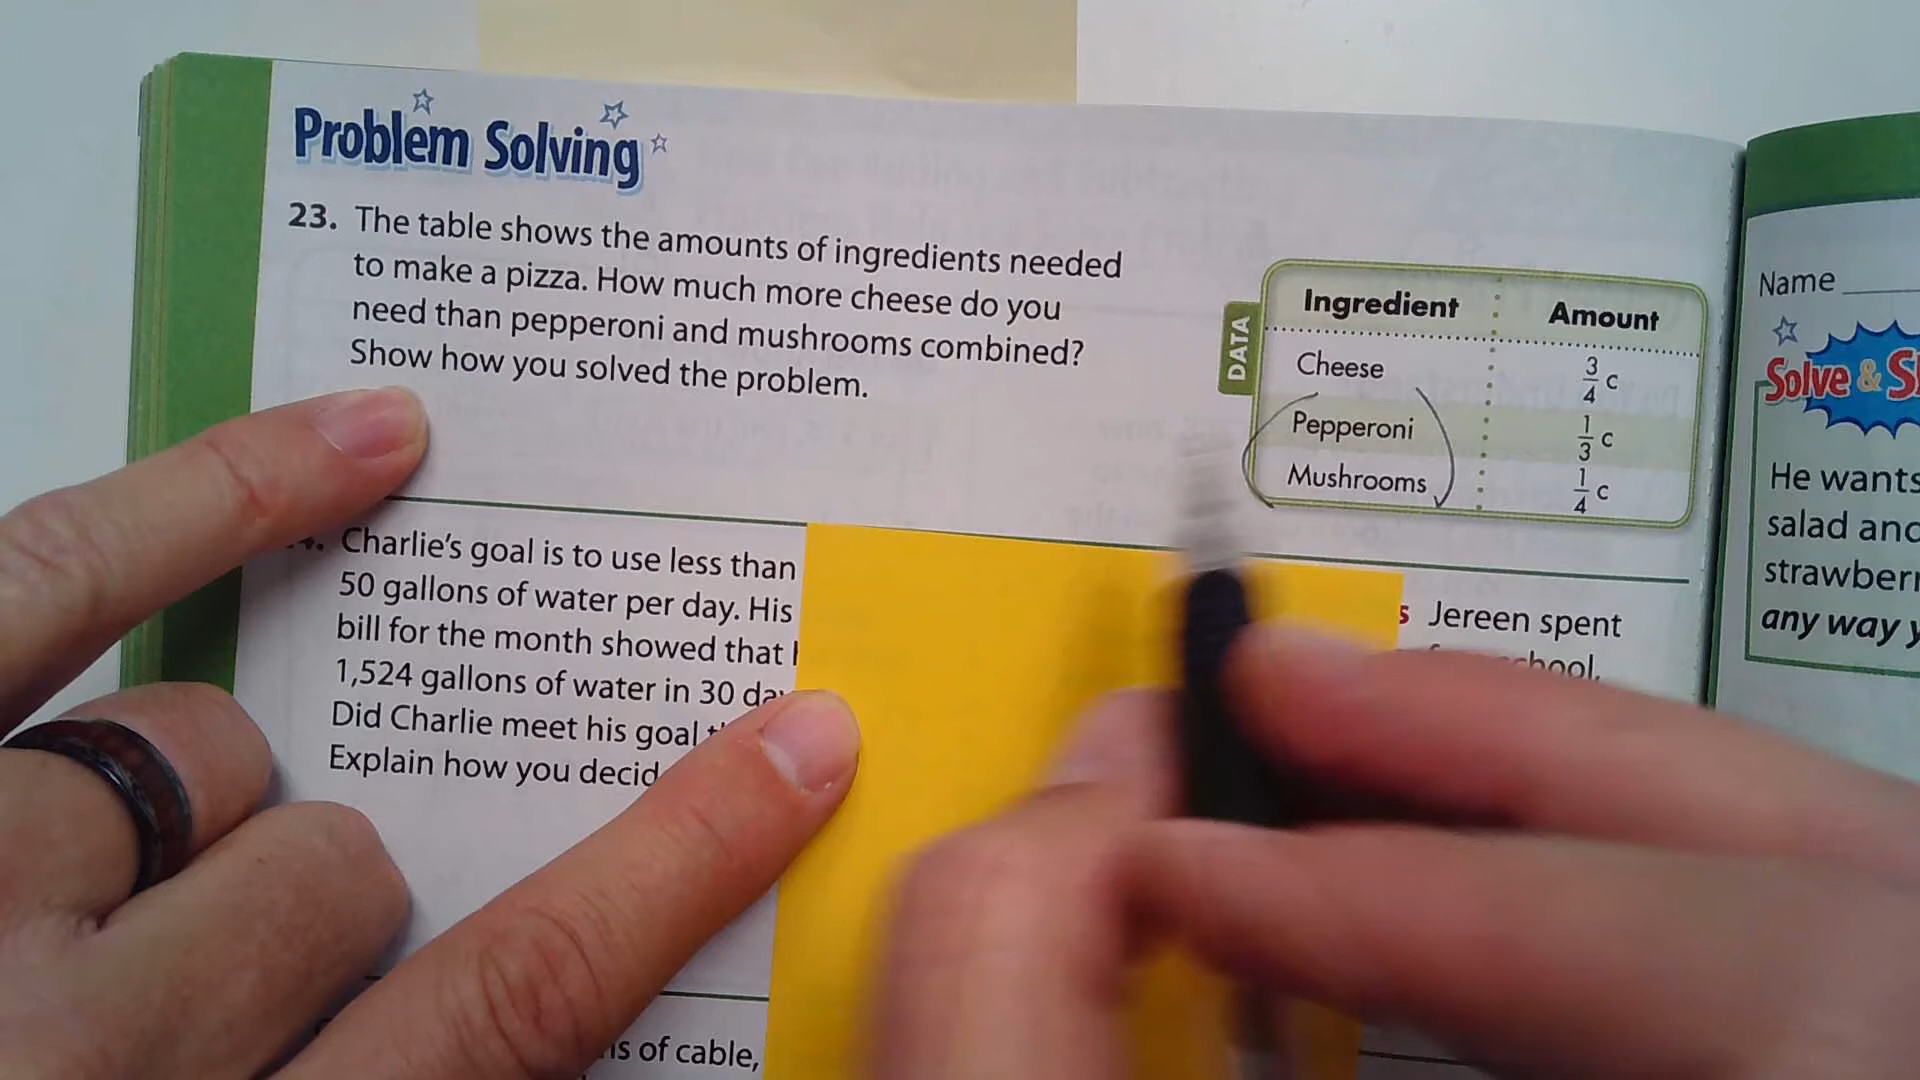 Problem Solving
23. The table shows the amounts of ingredients needed
to make a pizza. How much more cheese do you
need than pepperoni and mushrooms combined?
Show how you solved the problem.
DATA
Ingredient Amount
Cheese 3/4 c
Pepperoni 1/3 c
Mushrooms 1/4 c
Charlie's goal is to use less than
50 gallons of water per day. His
bill for the month showed that
1,524 gallons of water in 30
Did Charlie meet his goal
Explain how you
of cable,
Jereen spent
Name
Solve &
He wants
salad
any way